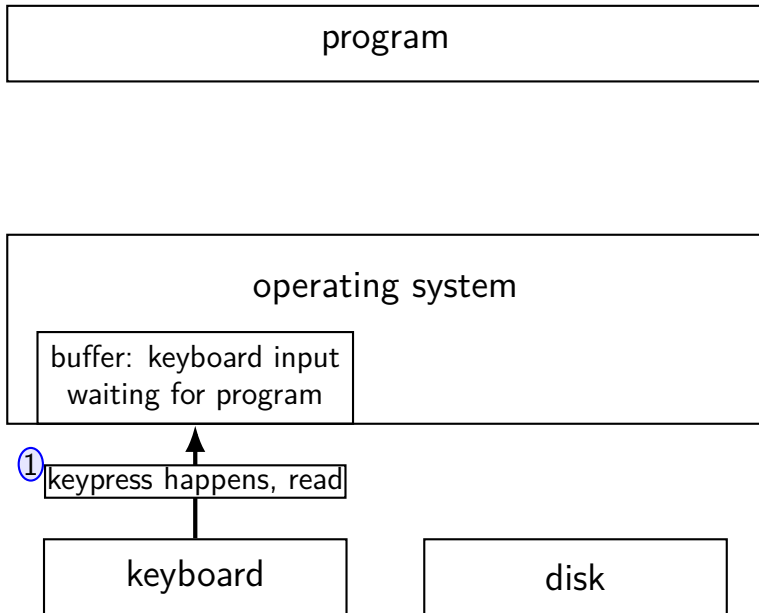 program
operating system
buffer: keyboard input
waiting for program
1
keypress happens, read
keyboard
disk